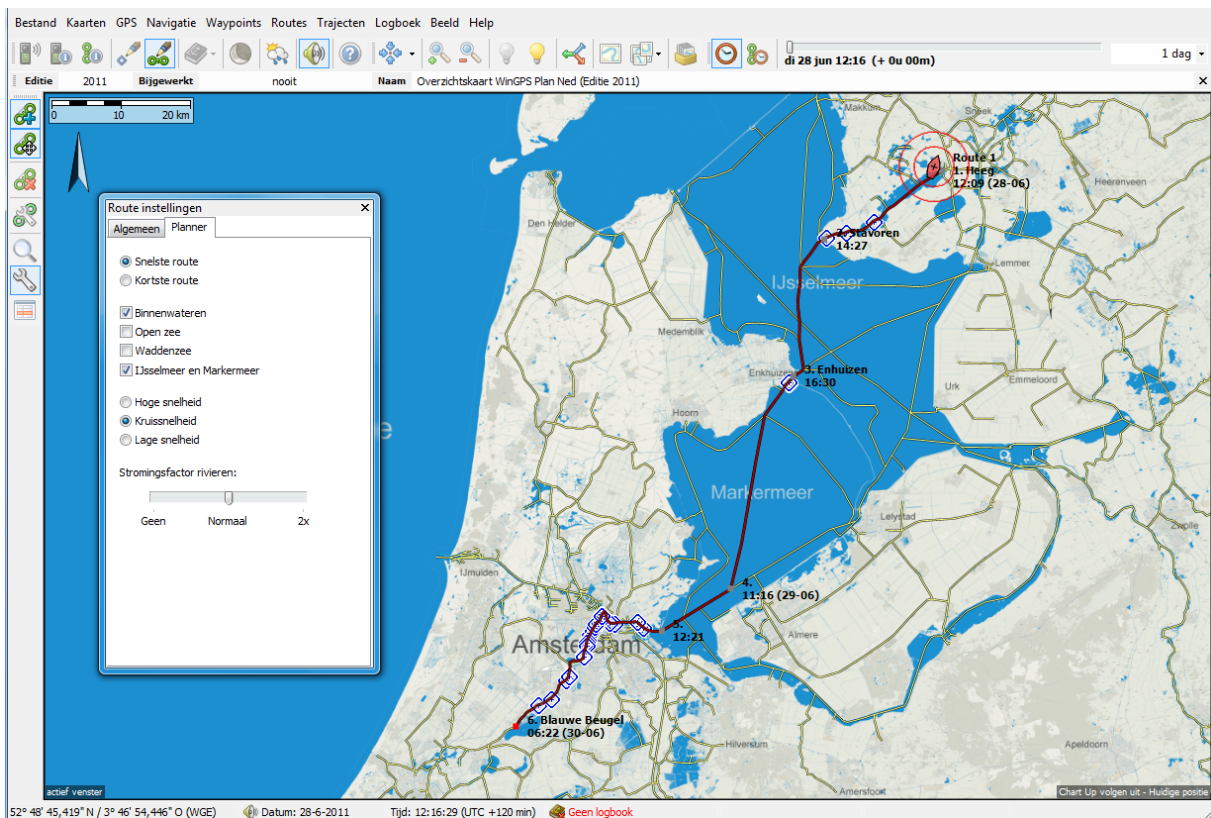 Bestand Kaarten GPS Navigatie Waypoints Routes Trajecten Logboek Beeld Help
di 28 jun 12:16 (+ 0u 00m)
1 dag
Editie 2011 Bijgewerkt nooit Naam Overzichtskaart WinGPS Plan Ned (Editie 2011)
0 10 20 km
Makkum
Sneek
Route 1
1. Heeg
12:09 (28-06)
Heerenveen
Route instellingen
Algemeen Planner
Den Helder
2. Stavoren
14:27
Lemmer
Snelste route
Kortste route
IJsselmeer
Binnenwateren
Open zee
Waddenzee
IJsselmeer en Markermeer
Medemblik
Enkhuizen
3. Enhuizen
16:30
Urk
Emmeloord
Hoge snelheid
Kruissnelheid
Lage snelheid
Hoorn
Stromingsfactor rivieren:
Geen Normaal 2x
Markermeer
Lelystad
Zwolle
IJmuiden
4.
11:16 (29-06)
5.
12:21
Almere
Amsterdam
6. Blauwe Beugel
06:22 (30-06)
Hilversum
Apeldoorn
Amersfoort
actief venster
Chart Up volgen uit - Huidige positie
52° 48' 45,419" N / 3° 46' 54,446" O (WGE) Datum: 28-6-2011 Tijd: 12:16:29 (UTC +120 min) Geen logbook